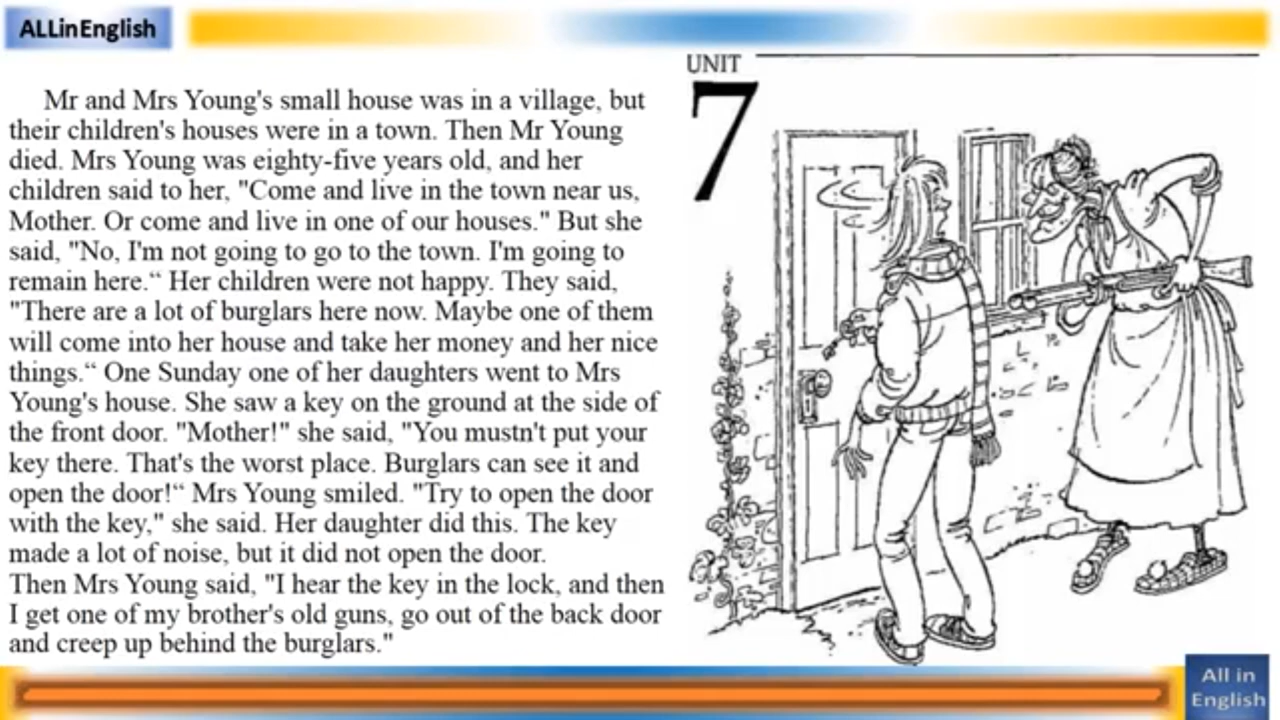 ALLinEnglish
UNIT
7
Mr and Mrs Young's small house was in a village, but
their children's houses were in a town. Then Mr Young
died. Mrs Young was eighty-five years old, and her
children said to her, "Come and live in the town near us,
Mother. Or come and live in one of our houses." But she
said, "No, I'm not going to go to the town. I'm going to
remain here.“ Her children were not happy. They said,
"There are a lot of burglars here now. Maybe one of them
will come into her house and take her money and her nice
things.“ One Sunday one of her daughters went to Mrs
Young's house. She saw a key on the ground at the side of
the front door. "Mother!" she said, "You mustn't put your
key there. That's the worst place. Burglars can see it and
open the door!“ Mrs Young smiled. "Try to open the door
with the key," she said. Her daughter did this. The key
made a lot of noise, but it did not open the door.
Then Mrs Young said, "I hear the key in the lock, and then
I get one of my brother's old guns, go out of the back door
and creep up behind the burglars."
All in
English